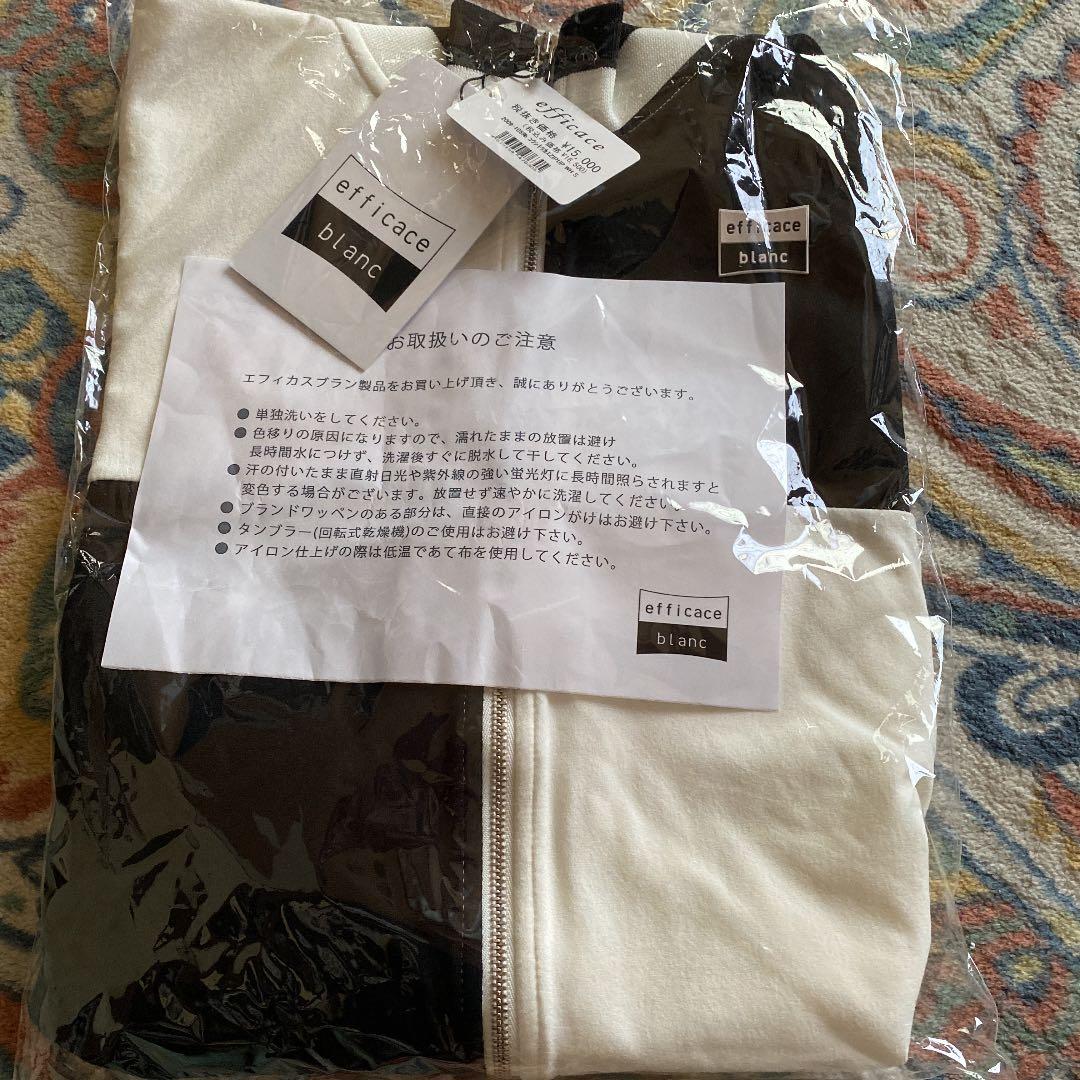 efficace
税抜き価格 ¥15,000
(税込み価格 ¥16,500)
efficace
blanc
efficace
blanc
お取扱いのご注意
エフィカスブラン製品をお買い上げ頂き、誠にありがとうございます。
● 単独洗いをしてください。
● 色移りの原因になりますので、濡れたままの放置は避け
長時間水につけず、洗濯後すぐに脱水して干してください。
● 汗の付いたまま直射日光や紫外線の強い蛍光灯に長時間照らされますと
変色する場合がございます。放置せず速やかに洗濯してください。
● ブランドワッペンのある部分は、直接のアイロンがけはお避け下さい。
● タンブラー(回転式乾燥機)のご使用はお避け下さい。
● アイロン仕上げの際は低温であて布を使用してください。
efficace
blanc